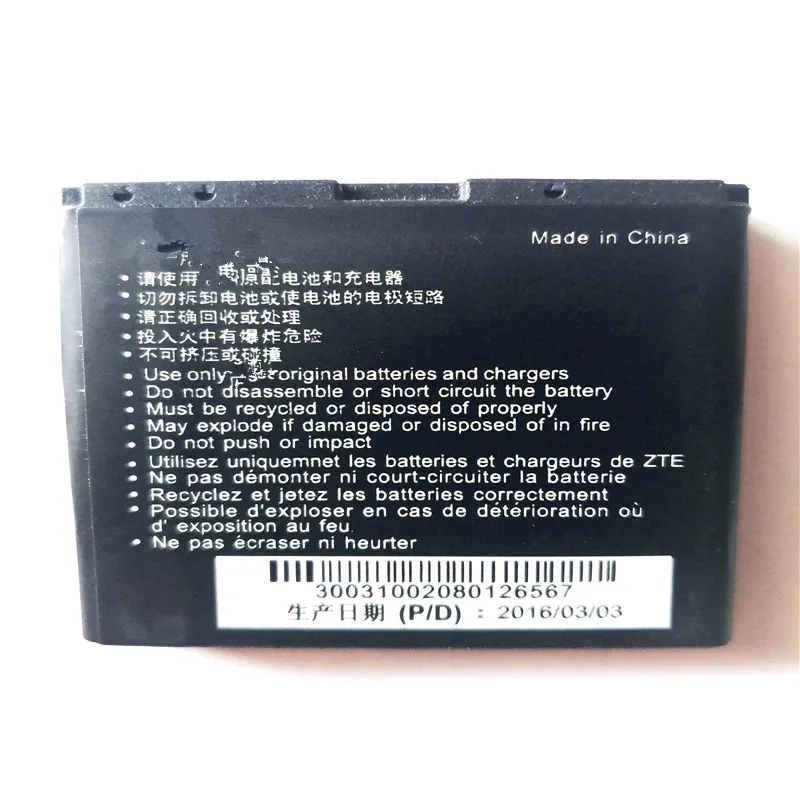 Made in China
• 请使用 原配电池和充电器
• 切勿拆卸电池或使电池的电极短路
• 请正确回收或处理
• 投入火中有爆炸危险
• 不可挤压或碰撞
• Use only original batteries and chargers
• Do not disassemble or short circuit the battery
• Must be recycled or disposed of properly
• May explode if damaged or disposed of in fire
• Do not push or impact
• Utilisez uniquemnet les batteries et chargeurs de ZTE
• Ne pas démonter ni court-circuiter la batterie
• Recyclez et jetez les batteries correctement
• Possible d'exploser en cas de détérioration où
d' exposition au feu.
• Ne pas écraser ni heurter
30031002080126567
生产日期 (P/D) : 2016/03/03